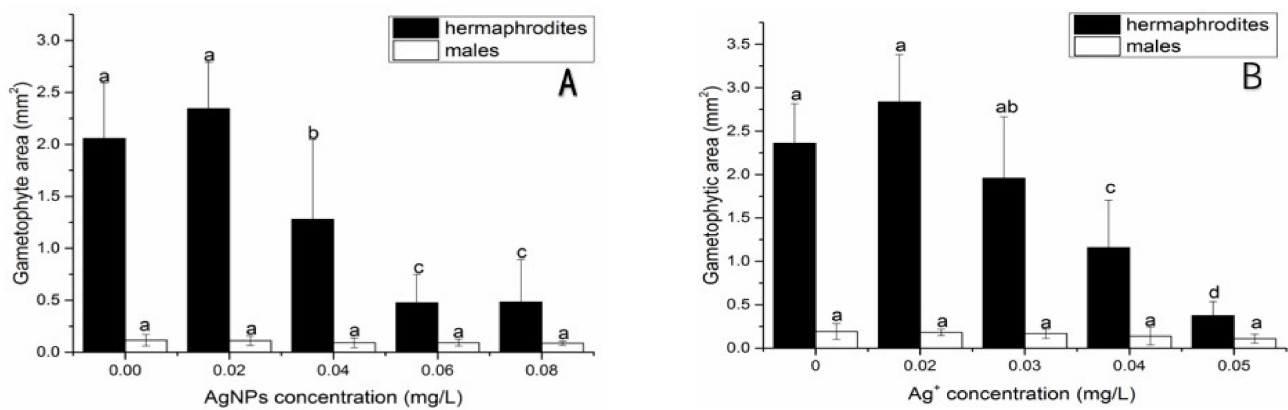 hermaphrodites
males
A
3.0
2.5
2.0
1.5
1.0
0.5
0.0
Gametophyte area (mm²)
a
a
b
c
c
a
a
a
a
a
0.00
0.02
0.04
0.06
0.08
AgNPs concentration (mg/L)
hermaphrodites
males
B
3.5
3.0
2.5
2.0
1.5
1.0
0.5
0.0
Gametophytic area (mm²)
a
a
ab
c
d
a
a
a
a
a
0
0.02
0.03
0.04
0.05
Ag⁺ concentration (mg/L)